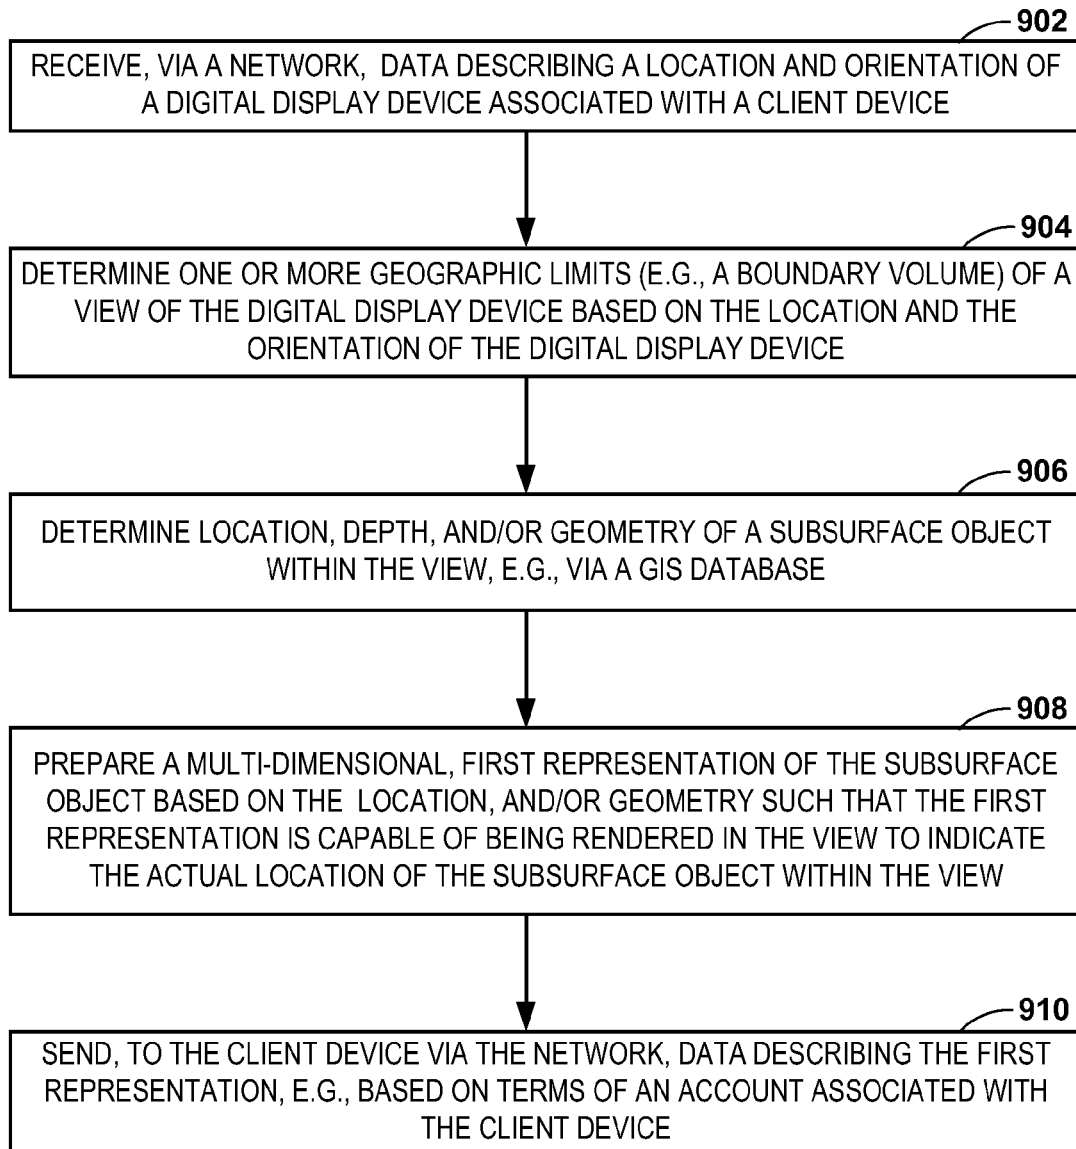 902
RECEIVE, VIA A NETWORK, DATA DESCRIBING A LOCATION AND ORIENTATION OF
A DIGITAL DISPLAY DEVICE ASSOCIATED WITH A CLIENT DEVICE
904
DETERMINE ONE OR MORE GEOGRAPHIC LIMITS (E.G., A BOUNDARY VOLUME) OF A
VIEW OF THE DIGITAL DISPLAY DEVICE BASED ON THE LOCATION AND THE
ORIENTATION OF THE DIGITAL DISPLAY DEVICE
906
DETERMINE LOCATION, DEPTH, AND/OR GEOMETRY OF A SUBSURFACE OBJECT
WITHIN THE VIEW, E.G., VIA A GIS DATABASE
908
PREPARE A MULTI-DIMENSIONAL, FIRST REPRESENTATION OF THE SUBSURFACE
OBJECT BASED ON THE LOCATION, AND/OR GEOMETRY SUCH THAT THE FIRST
REPRESENTATION IS CAPABLE OF BEING RENDERED IN THE VIEW TO INDICATE
THE ACTUAL LOCATION OF THE SUBSURFACE OBJECT WITHIN THE VIEW
910
SEND, TO THE CLIENT DEVICE VIA THE NETWORK, DATA DESCRIBING THE FIRST
REPRESENTATION, E.G., BASED ON TERMS OF AN ACCOUNT ASSOCIATED WITH
THE CLIENT DEVICE